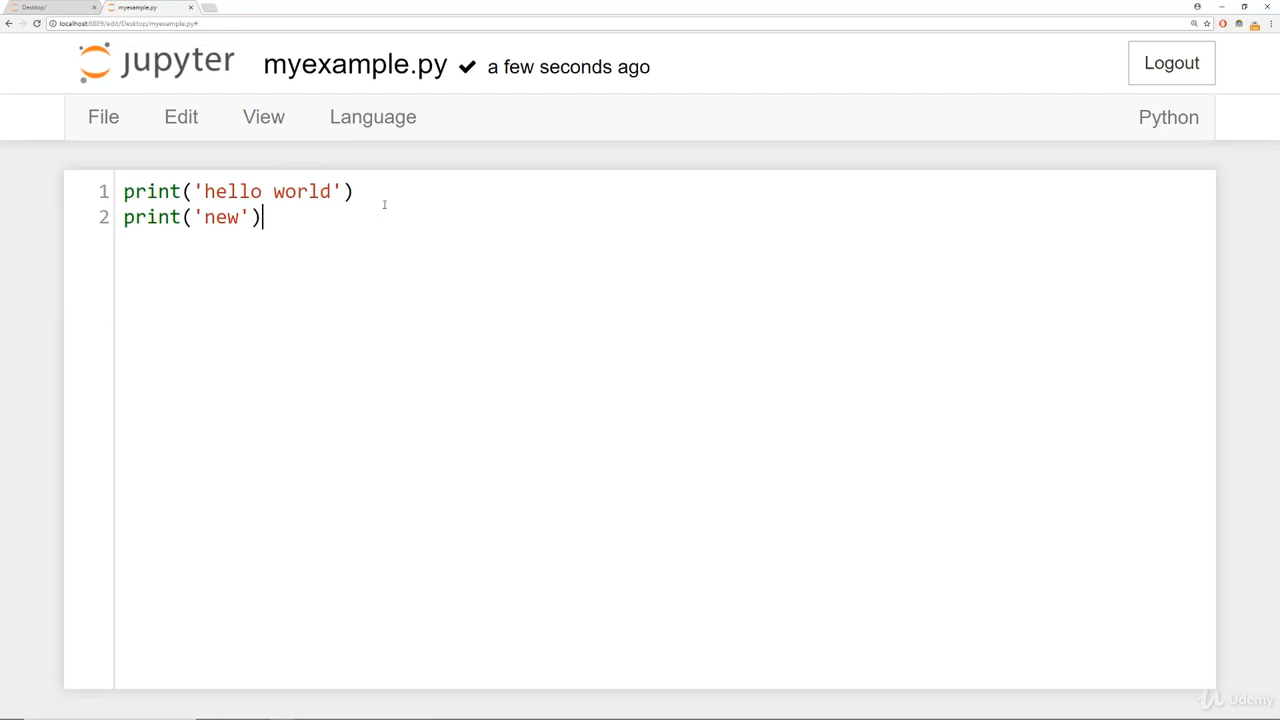 Desktop/
myexample.py
localhost:8889/edit/Desktop/myexample.py#
jupyter
myexample.py
a few seconds ago
Logout
File
Edit
View
Language
Python
1
print('hello world')
2
print('new')
Udemy